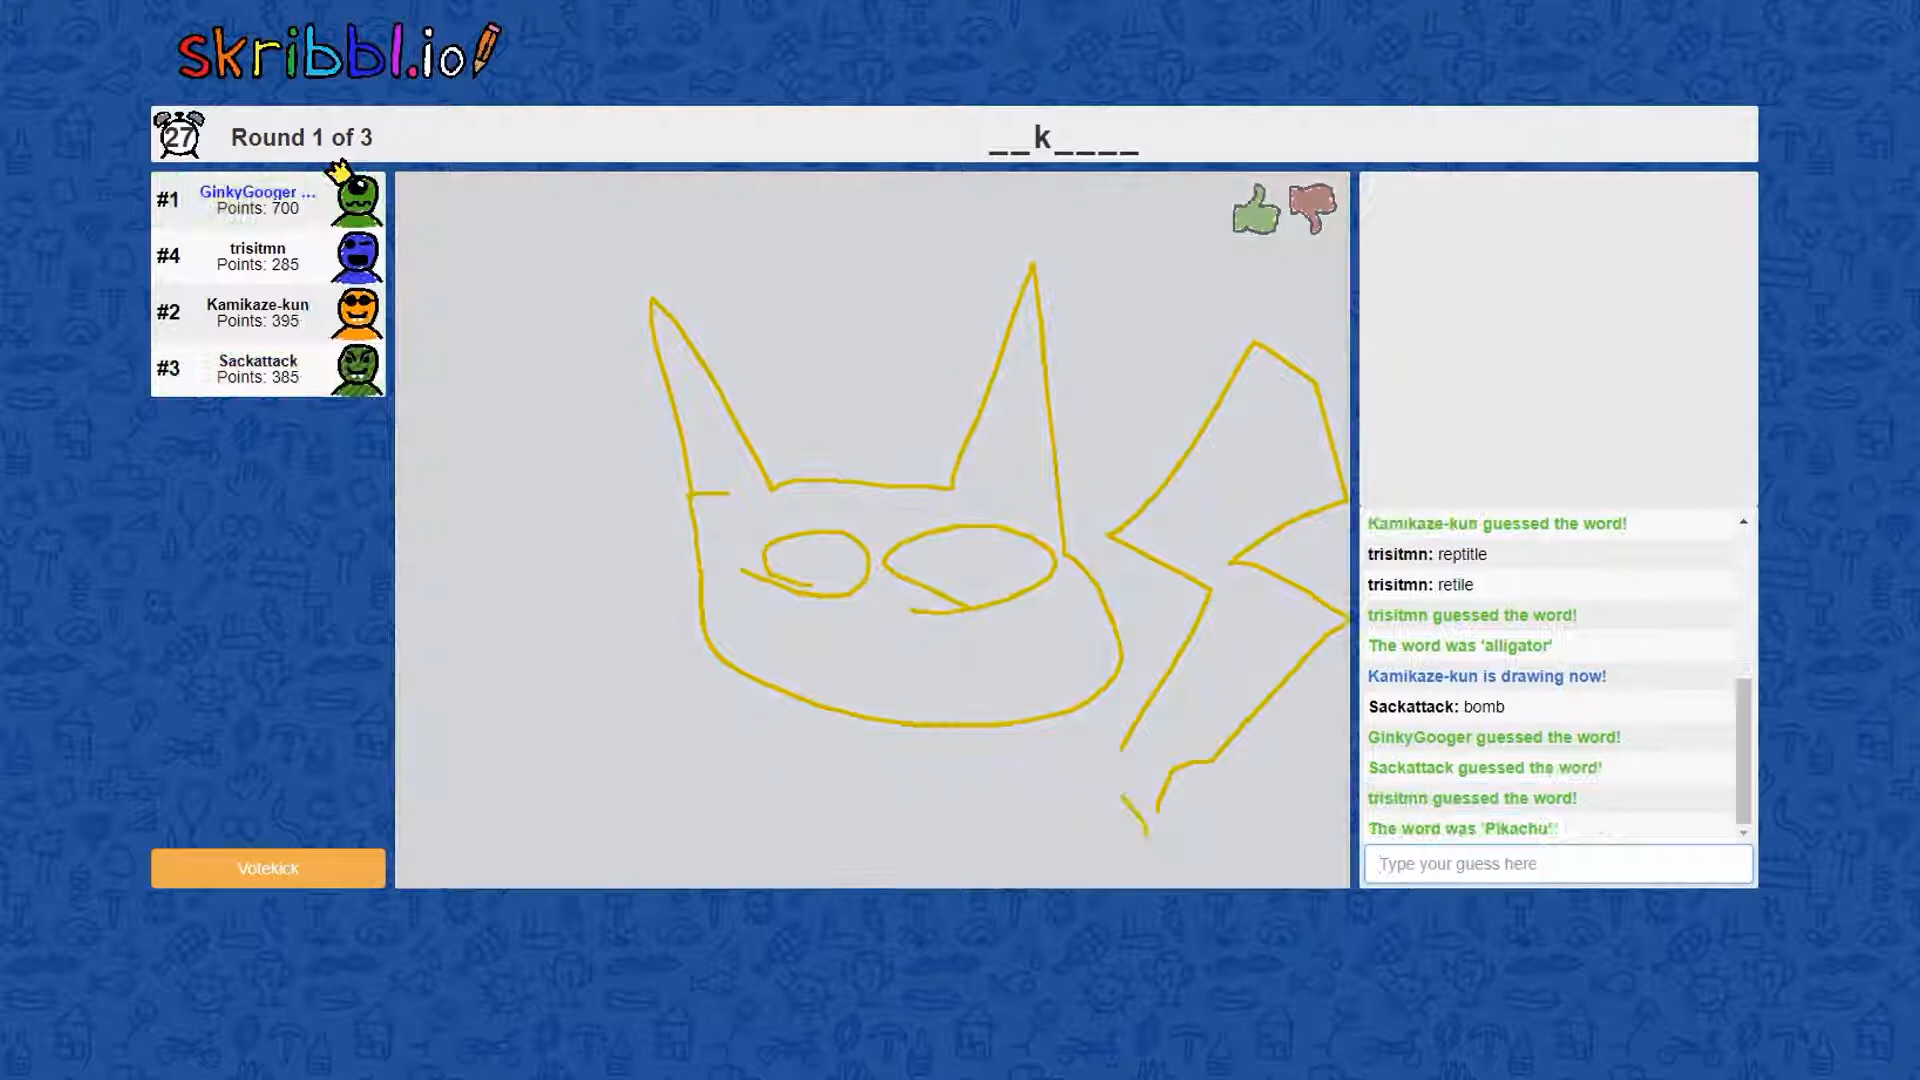 skribbl.io
27
Round 1 of 3
__k____
#1
GinkyGooger ...
Points: 700
#4
trisitmn
Points: 285
#2
Kamikaze-kun
Points: 395
#3
Sackattack
Points: 385
Votekick
Kamikaze-kun guessed the word!
trisitmn: reptitle
trisitmn: retile
trisitmn guessed the word!
The word was 'alligator'
Kamikaze-kun is drawing now!
Sackattack: bomb
GinkyGooger guessed the word!
Sackattack guessed the word!
trisitmn guessed the word!
The word was 'Pikachu'
Type your guess here